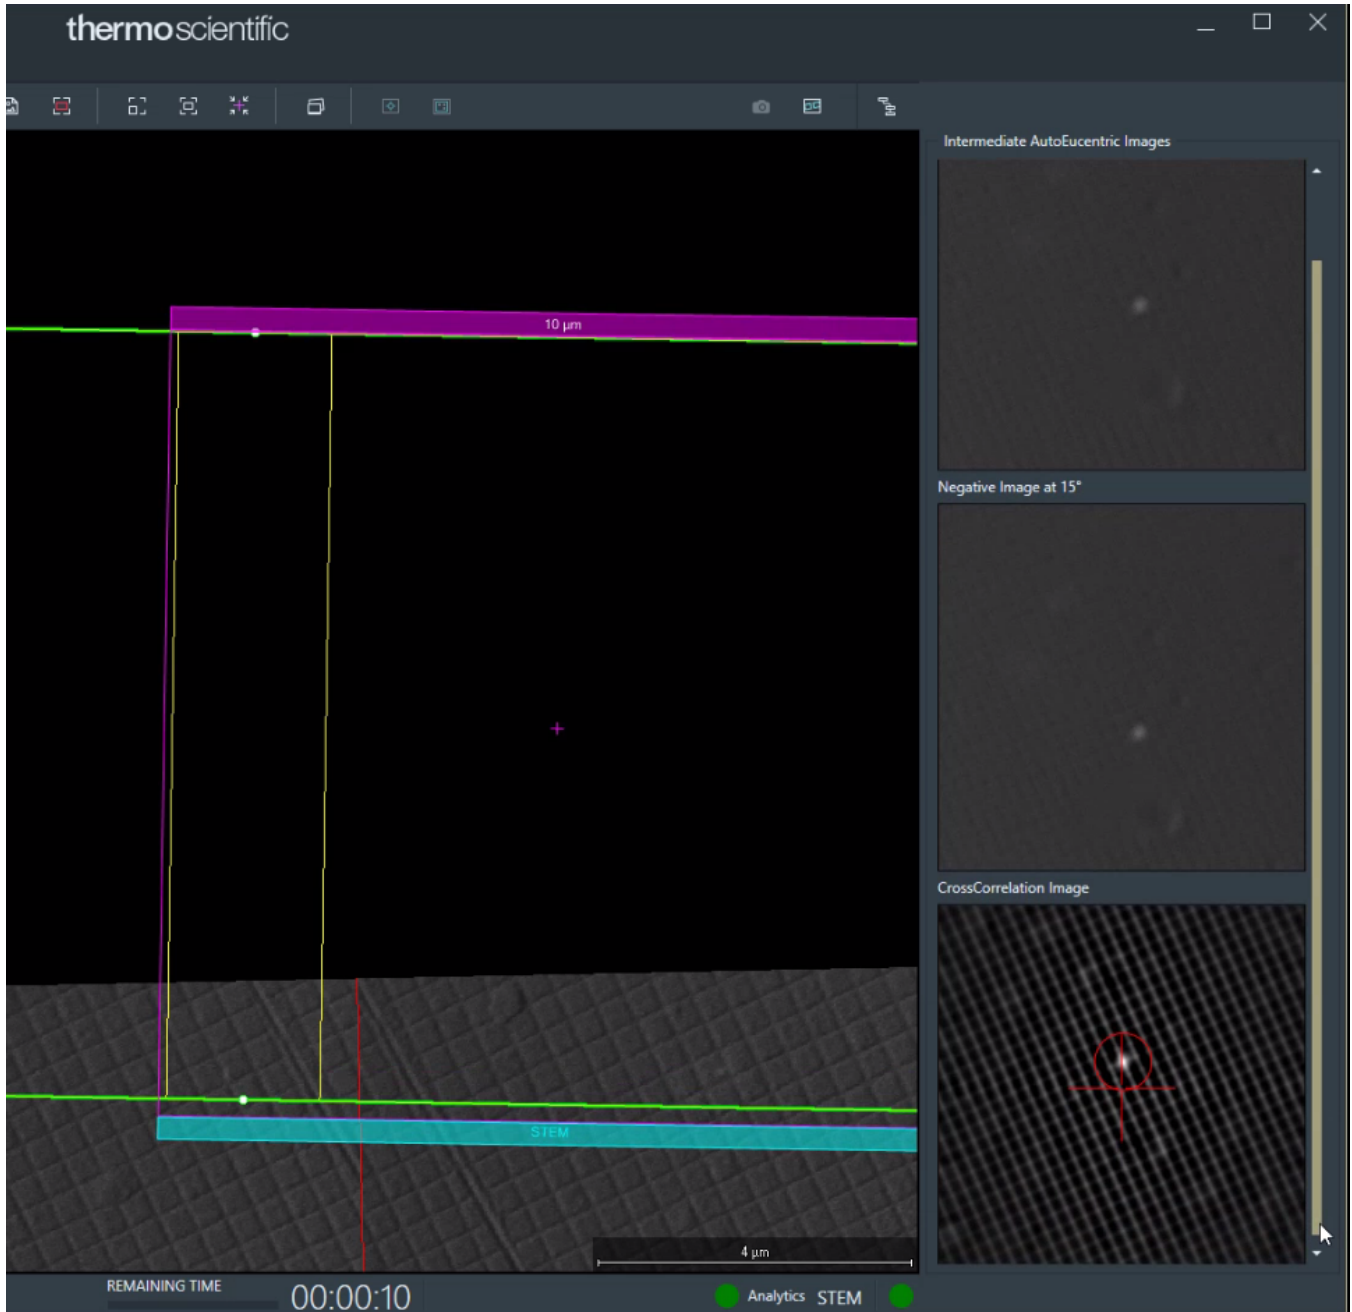 thermoscientific
Intermediate AutoEucentric Images
10 µm
Negative Image at 15°
CrossCorrelation Image
STEM
4 µm
REMAINING TIME
00:00:10
Analytics STEM